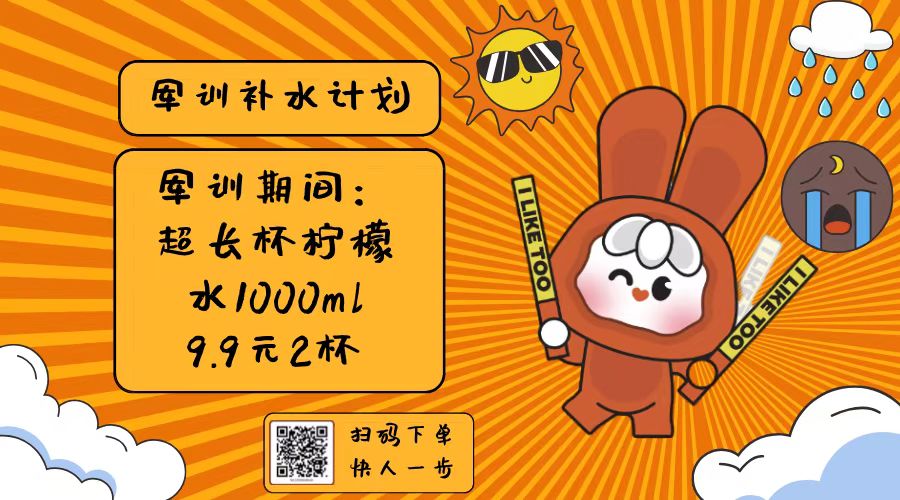 军训补水计划
军训期间：
超长杯柠檬
水1000ml
9.9元2杯
I LIKE TOO
I LIKE
I LIKE TOO
扫码下单
快人一步